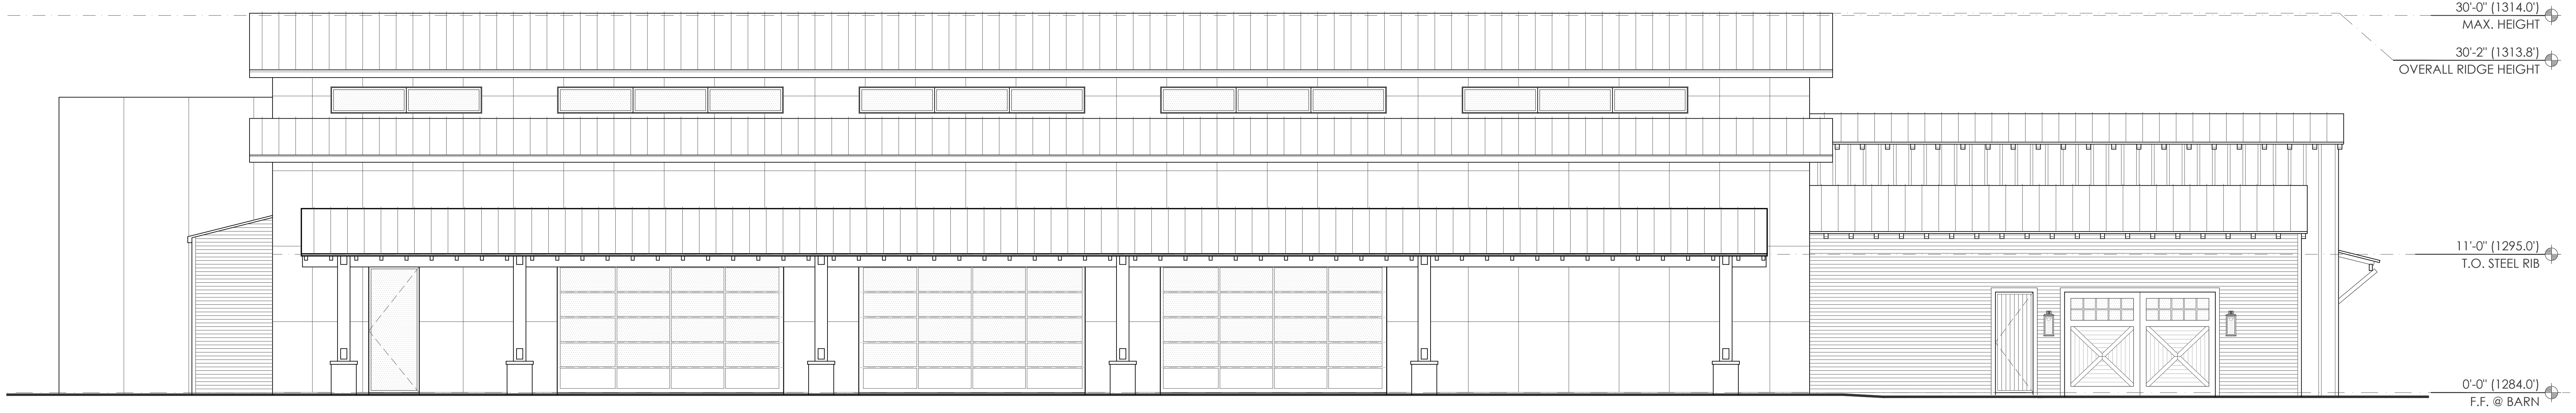 30'-0" (1314.0')
MAX. HEIGHT
30'-2" (1313.8')
OVERALL RIDGE HEIGHT
11'-0" (1295.0')
T.O. STEEL RIB
0'-0" (1284.0')
F.F. @ BARN